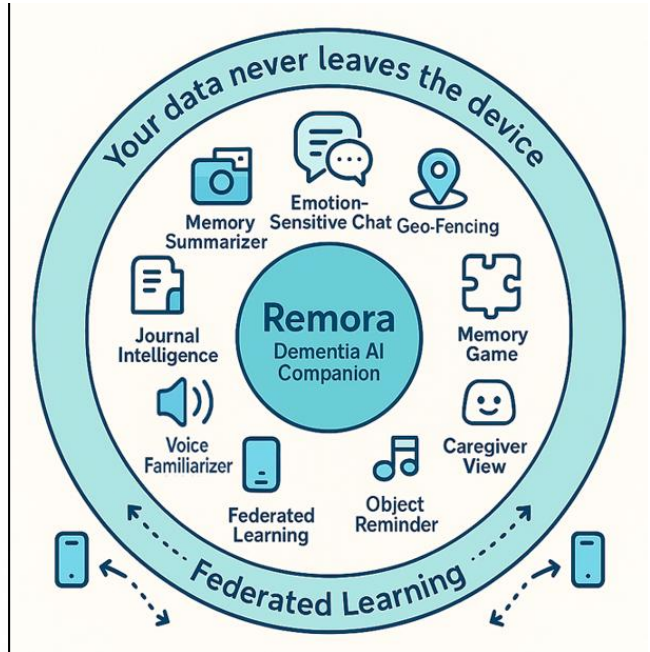 Your data never leaves the device
Emotion-
Sensitive Chat
Memory
Summarizer
Geo-Fencing
Journal
Intelligence
Remora
Dementia AI
Companion
Memory
Game
Voice
Familiarizer
Caregiver
View
Federated
Learning
Object
Reminder
Federated Learning